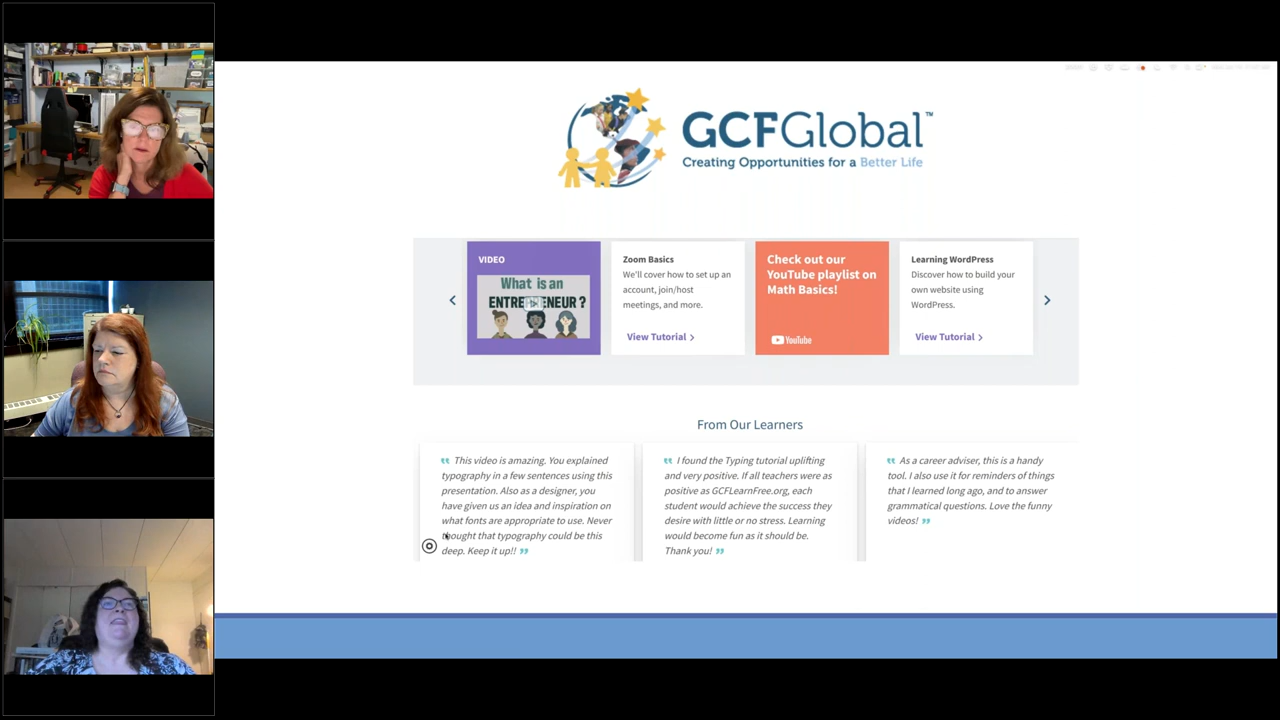 GCFGlobal™
Creating Opportunities for a Better Life
VIDEO
What is an
ENTREPRENEUR?
Zoom Basics
We'll cover how to set up an
account, join/host
meetings, and more.
View Tutorial >
Check out our
YouTube playlist on
Math Basics!
YouTube
Learning WordPress
Discover how to build your
own website using
WordPress.
View Tutorial >
From Our Learners
This video is amazing. You explained
typography in a few sentences using this
presentation. Also as a designer, you
have given us an idea and inspiration on
what fonts are appropriate to use. Never
thought that typography could be this
deep. Keep it up!!
I found the Typing tutorial uplifting
and very positive. If all teachers were as
positive as GCFLearnFree.org, each
student would achieve the success they
desire with little or no stress. Learning
would become fun as it should be.
Thank you!
As a career adviser, this is a handy
tool. I also use it for reminders of things
that I learned long ago, and to answer
grammatical questions. Love the funny
videos!